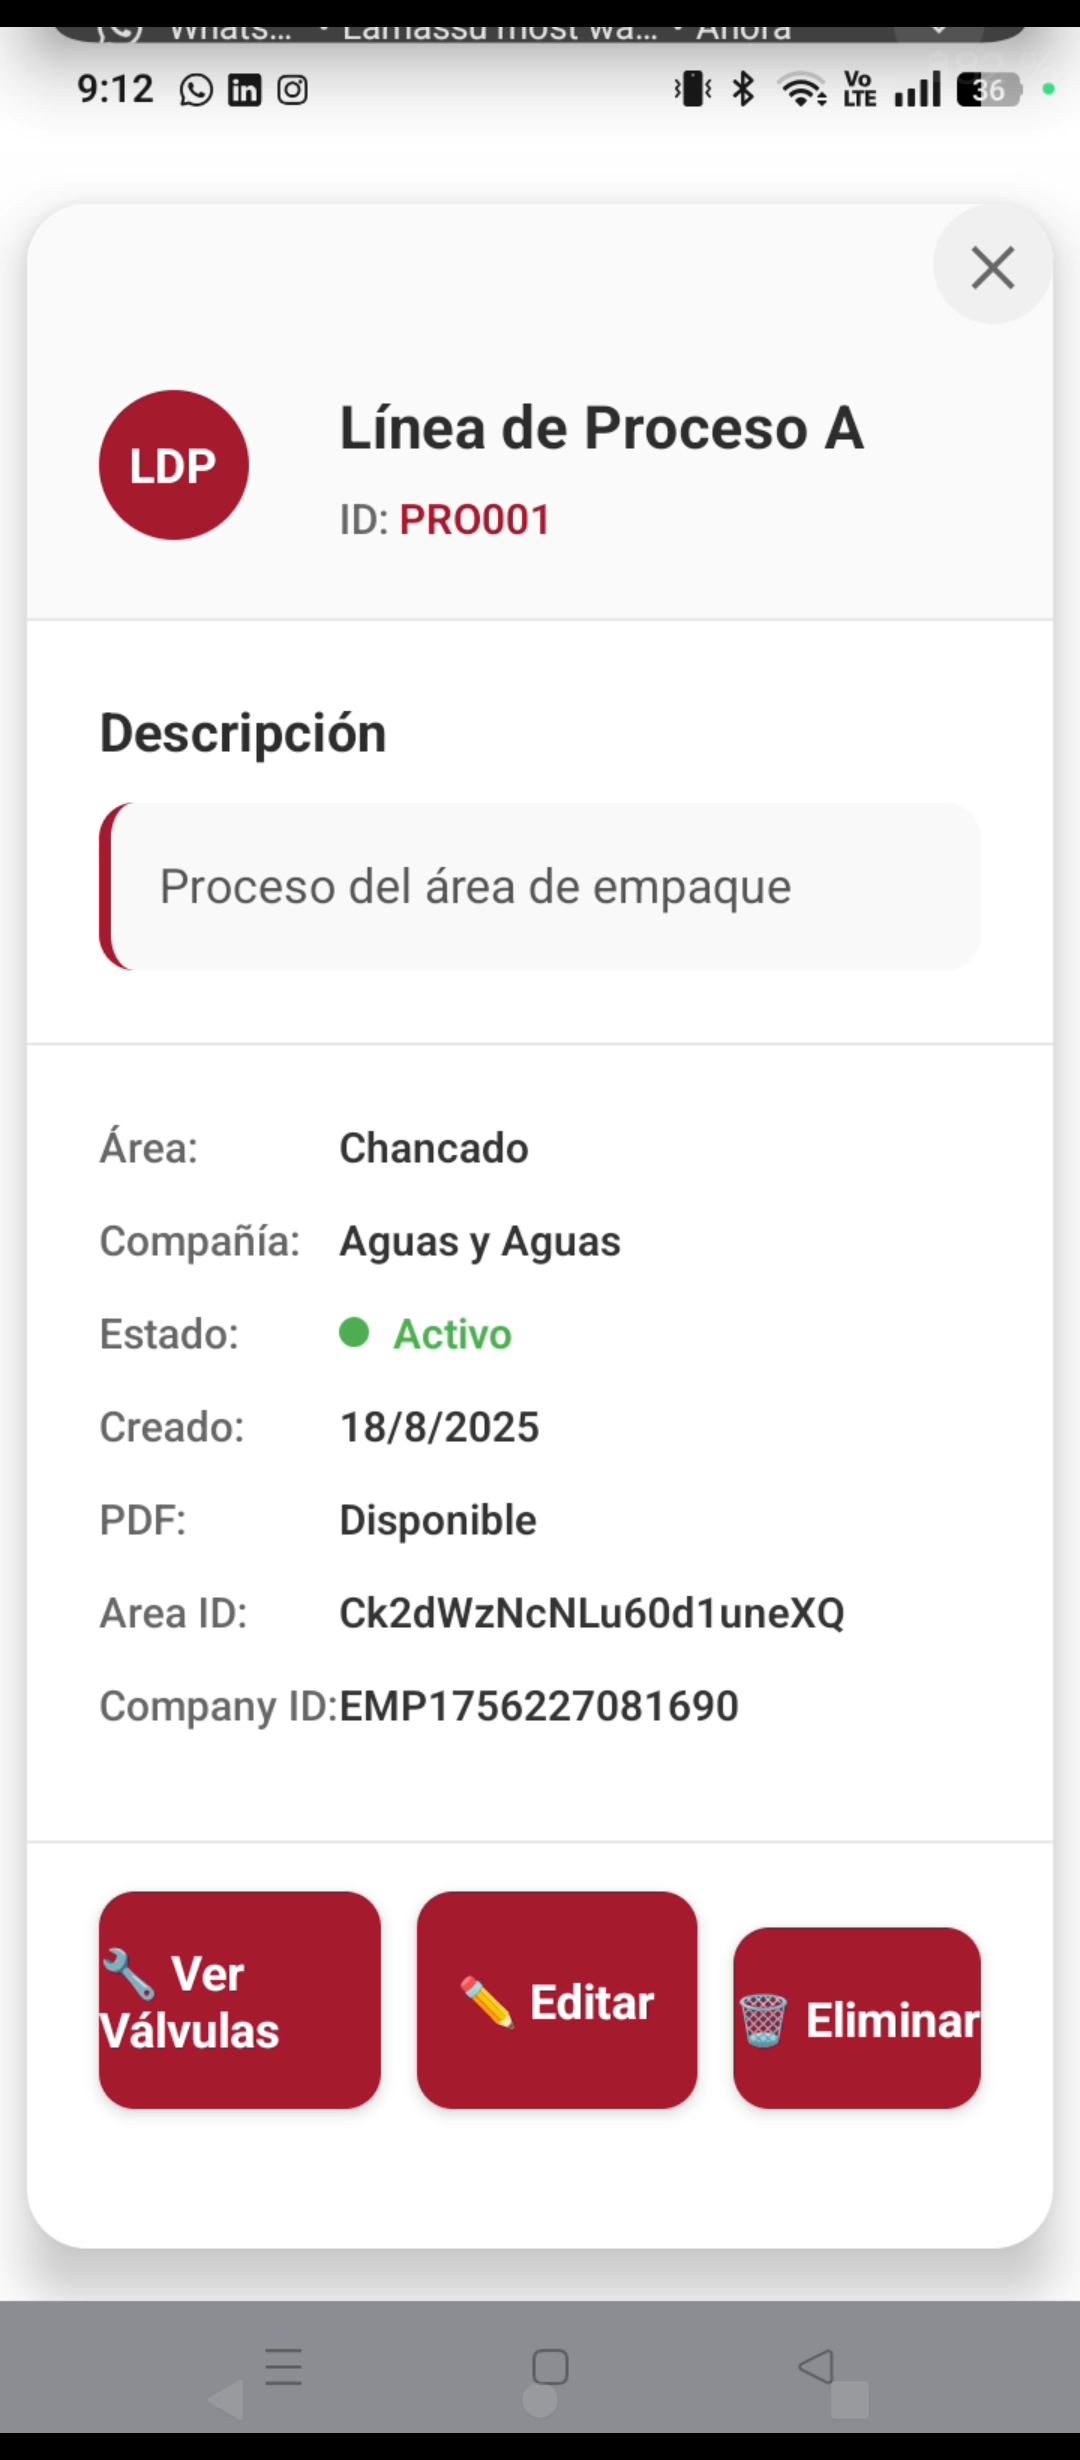 Whats... • Lamassu most wa... • Ahora
9:12 Vo LTE 36
LDP
Línea de Proceso A
ID: PRO001
Descripción
Proceso del área de empaque
Área: Chancado
Compañía: Aguas y Aguas
Estado: Activo
Creado: 18/8/2025
PDF: Disponible
Area ID: Ck2dWzNcNLu60d1uneXQ
Company ID:EMP1756227081690
Ver
Válvulas
Editar
Eliminar